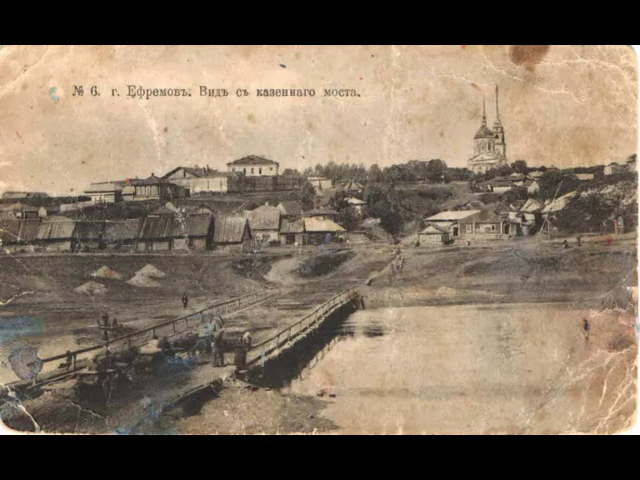 № 6. г. Ефремовъ. Видъ съ казеннаго моста.